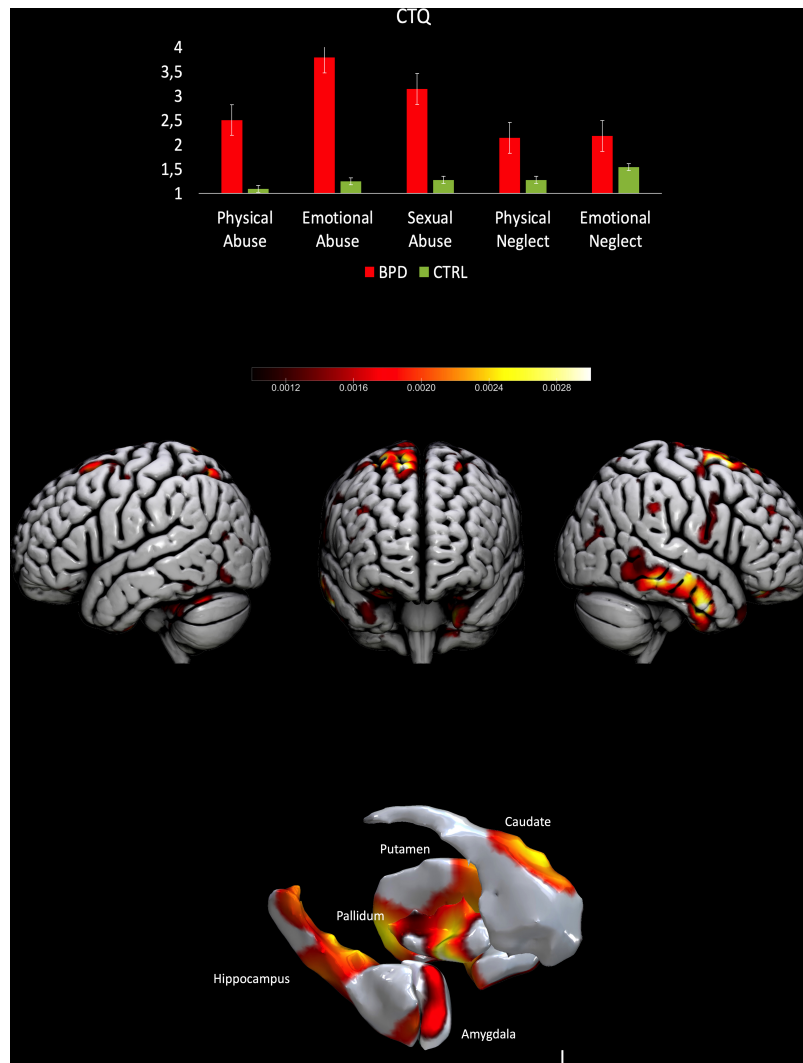 CTQ
4
3,5
3
2,5
2
1,5
1
Physical Abuse
Emotional Abuse
Sexual Abuse
Physical Neglect
Emotional Neglect
BPD CTRL
0.0012 0.0016 0.0020 0.0024 0.0028
Caudate
Putamen
Pallidum
Hippocampus
Amygdala